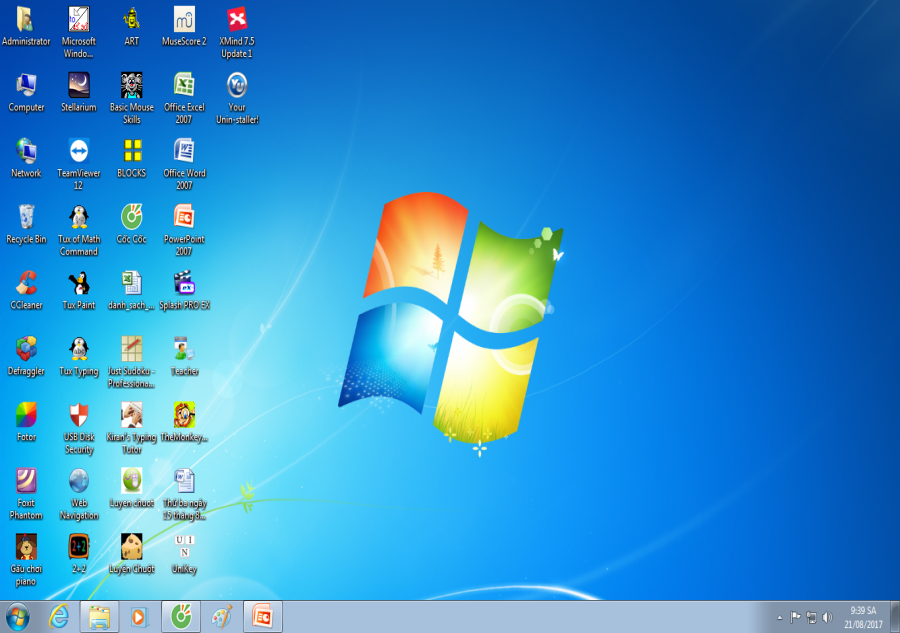 Administrator
Microsoft
Windo...
ART
MuseScore 2
XMind 7.5
Update 1
Computer
Stellarium
Basic Mouse
Skills
Office Excel
2007
Your
Unin-staller!
Network
TeamViewer
12
BLOCKS
Office Word
2007
Recycle Bin
Tux of Math
Command
Cốc Cốc
PowerPoint
2007
CCleaner
Tux Paint
danh_sach_...
Splash PRO EX
Defraggler
Tux Typing
Just Sudoku -
Professiona...
Teacher
Fotor
USB Disk
Security
Kiran's Typing
Tutor
TheMonkey...
Foxit
Phantom
Web
Navigation
Luyen chuot
Thứ ba ngày
15 tháng 8...
Gấu chơi
piano
2+2
Luyện Chuột
U I
N
UniKey
9:39 SA
21/08/2017